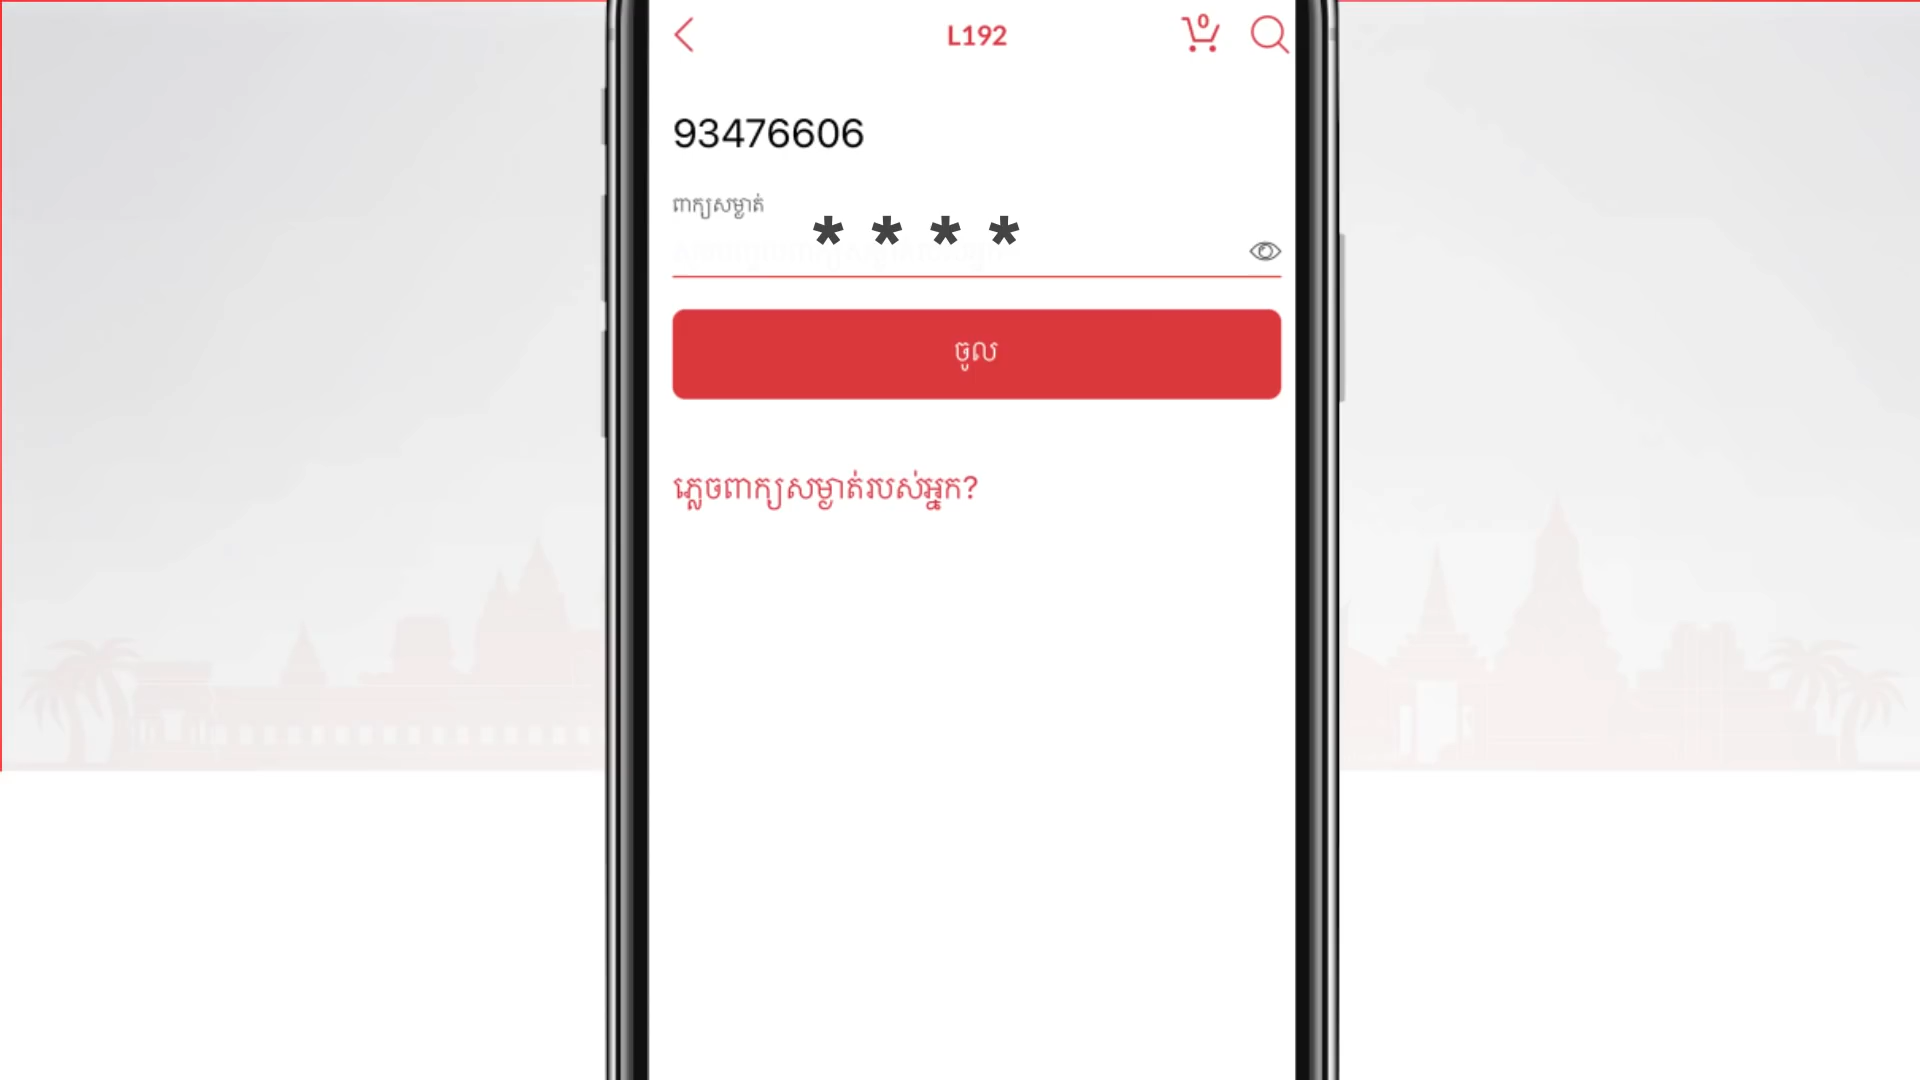 L192
0
93476606
ពាក្យសម្ងាត់
* * * *
ចូល
ភ្លេចពាក្យសម្ងាត់របស់អ្នក?